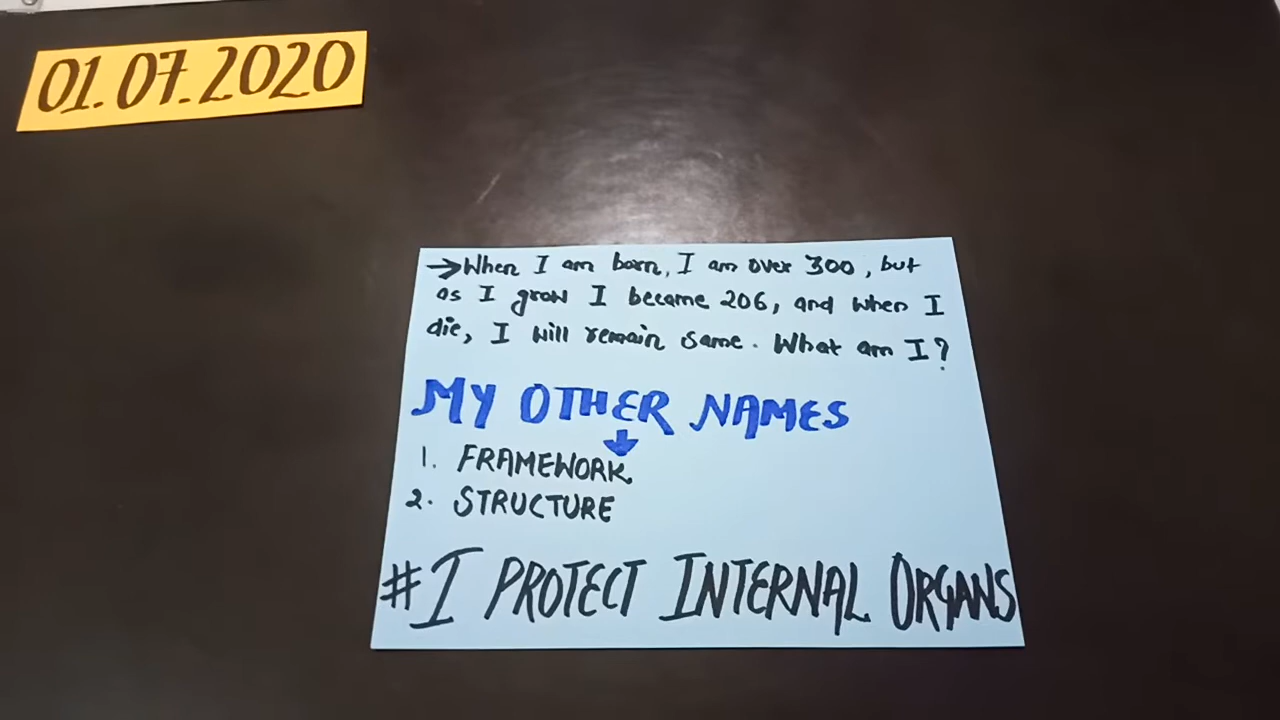 01.07.2020
→When I am born, I am over 300, but
as I grow I became 206, and when I
die, I will remain same. What am I?
MY OTHER NAMES
↓
1. FRAMEWORK.
2. STRUCTURE
#I PROTECT INTERNAL ORGANS